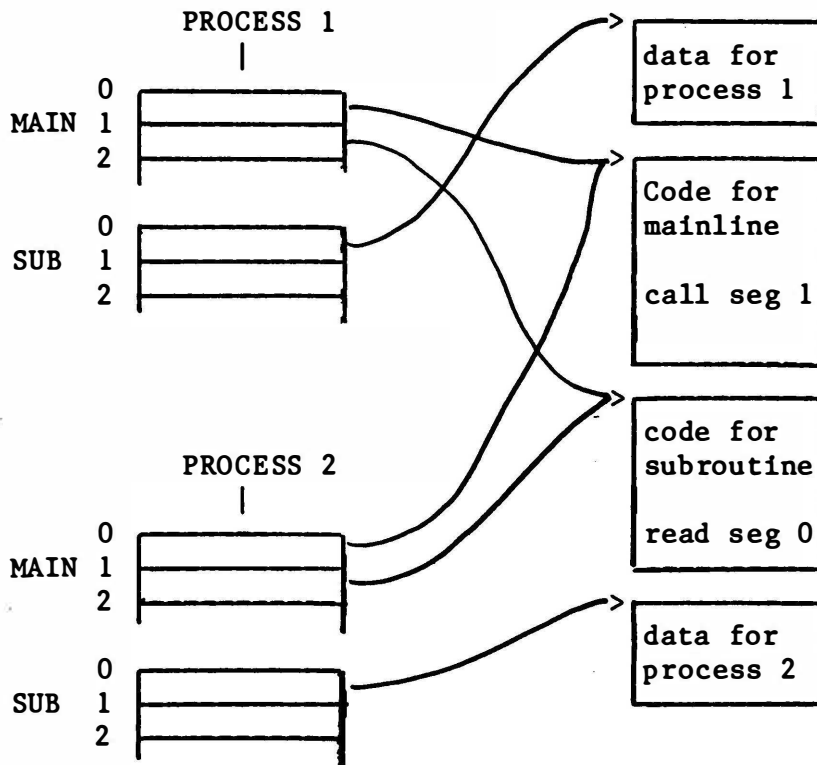 PROCESS 1
0
MAIN 1
2
0
SUB 1
2
data for
process 1
Code for
mainline
call seg 1
code for
subroutine
read seg 0
PROCESS 2
0
MAIN 1
2
0
SUB 1
2
data for
process 2